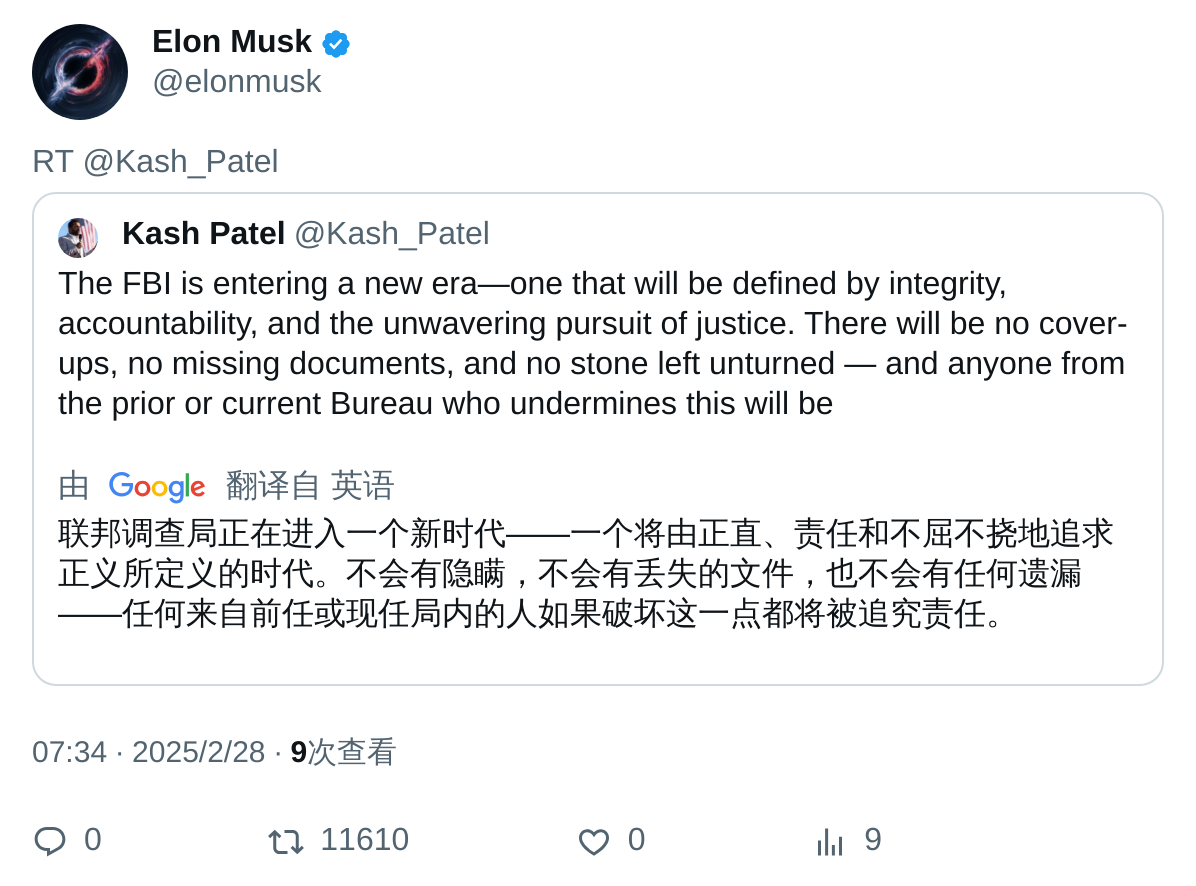 Elon Musk
@elonmusk
RT @Kash_Patel
Kash Patel @Kash_Patel
The FBI is entering a new era—one that will be defined by integrity,
accountability, and the unwavering pursuit of justice. There will be no cover-
ups, no missing documents, and no stone left unturned — and anyone from
the prior or current Bureau who undermines this will be
由 Google 翻译自 英语
联邦调查局正在进入一个新时代——一个将由正直、责任和不屈不挠地追求
正义所定义的时代。不会有隐瞒，不会有丢失的文件，也不会有任何遗漏
——任何来自前任或现任局内的人如果破坏这一点都将被追究责任。
07:34 · 2025/2/28 · 9次查看
0 11610 0 9